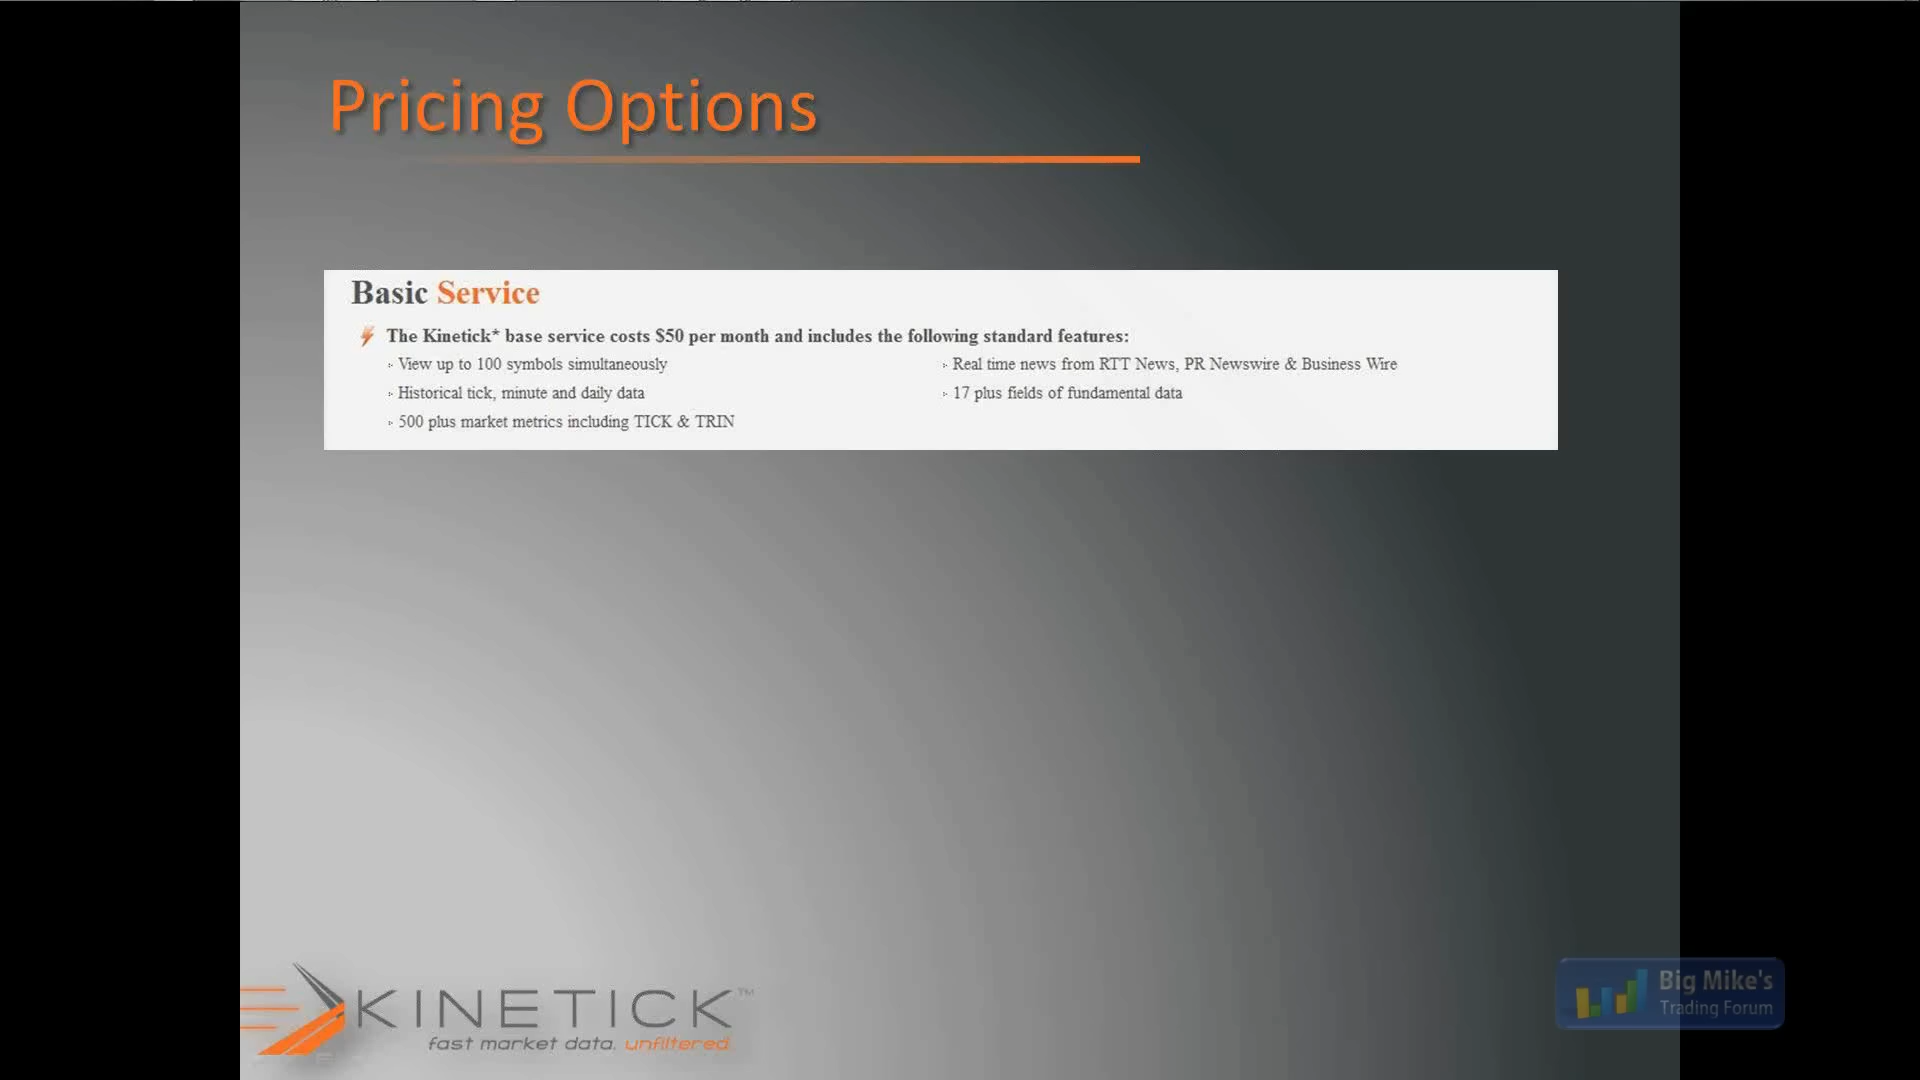 Pricing Options
Basic Service
The Kinetick* base service costs $50 per month and includes the following standard features:
View up to 100 symbols simultaneously
Historical tick, minute and daily data
500 plus market metrics including TICK & TRIN
Real time news from RTT News, PR Newswire & Business Wire
17 plus fields of fundamental data
KINETICK™
fast market data. unfiltered.
Big Mike's
Trading Forum